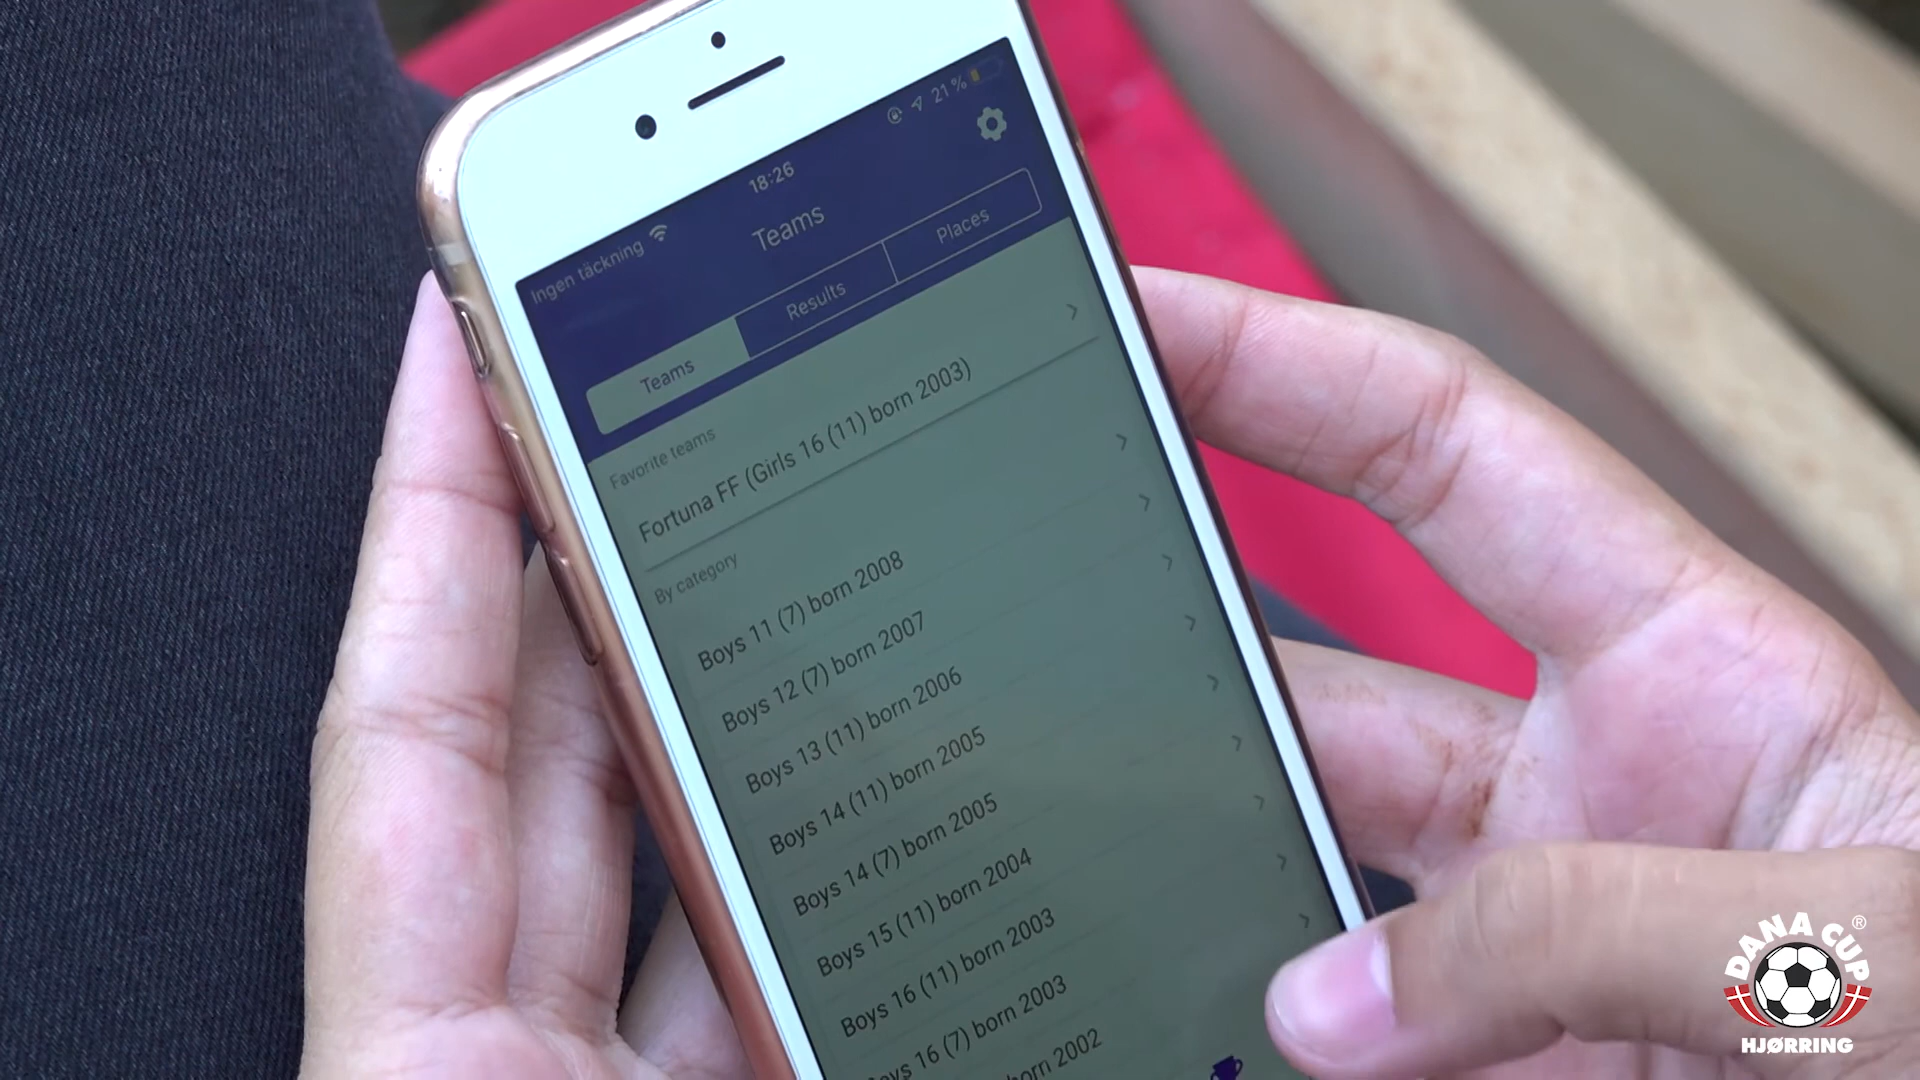 Ingen täckning 18:26 21 %
Teams
Teams Results Places
Favorite teams
Fortuna FF (Girls 16 (11) born 2003)
By category
Boys 11 (7) born 2008
Boys 12 (7) born 2007
Boys 13 (11) born 2006
Boys 14 (11) born 2005
Boys 14 (7) born 2005
Boys 15 (11) born 2004
Boys 16 (11) born 2003
Boys 16 (7) born 2003
born 2002
DANA CUP®
HJØRRING